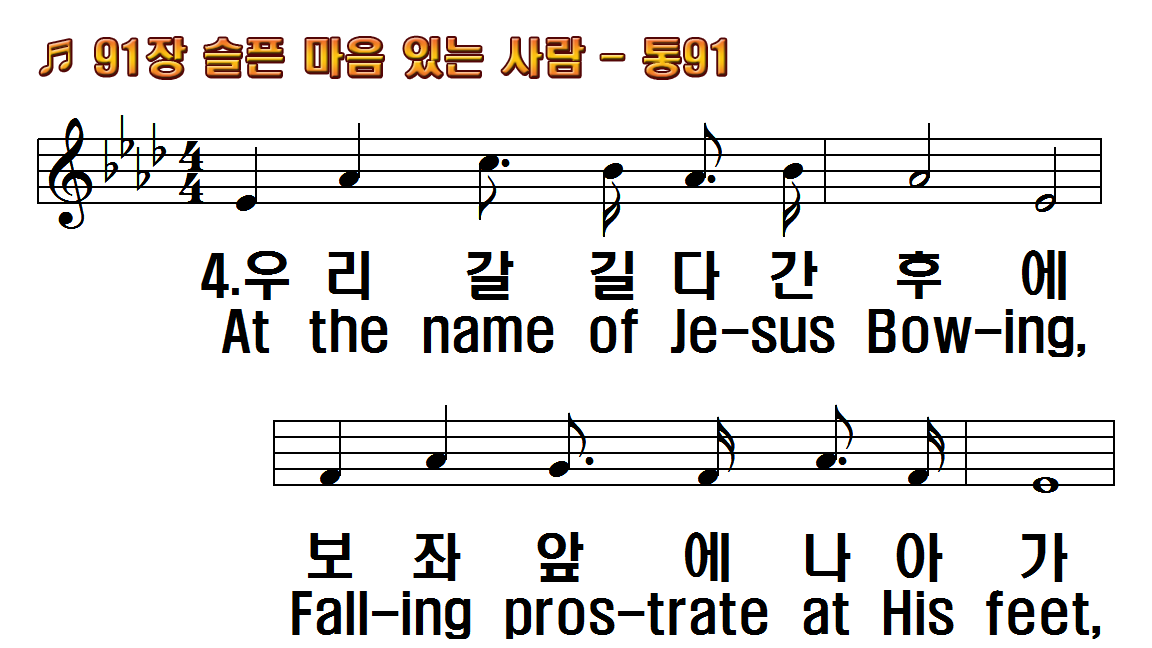 ♬ 91장 슬픈 마음 있는 사람 - 통91
4.우 리 갈 길 다 간 후 에
At the name of Je-sus Bow-ing,
보 좌 앞 에 나 아 가
Fall-ing pros-trate at His feet,